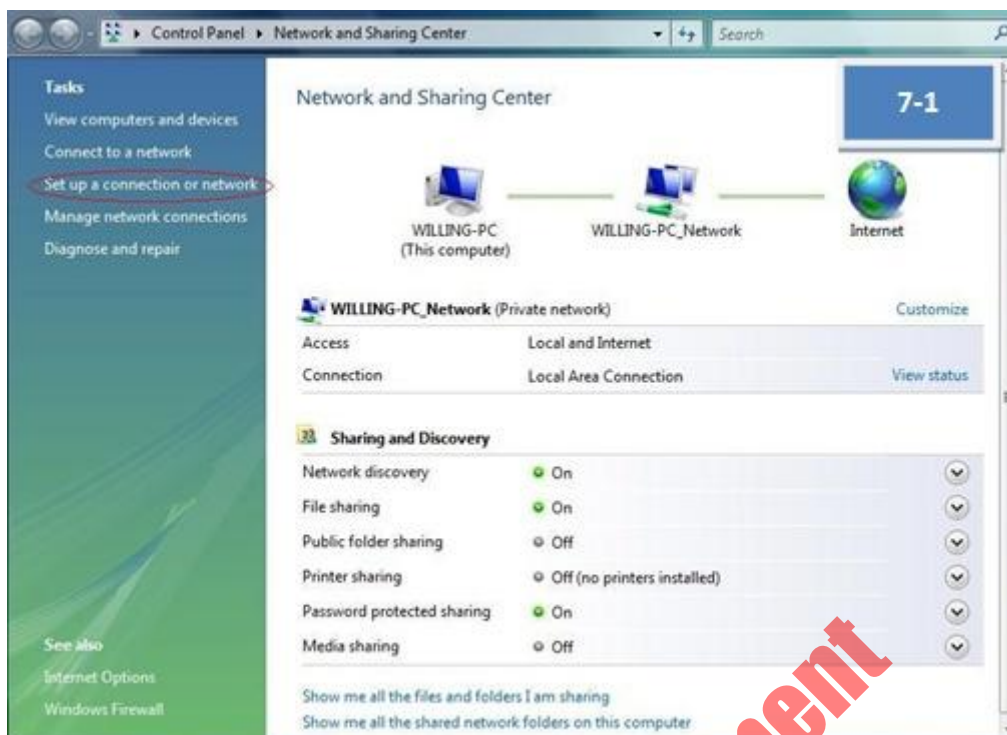 Control Panel
Network and Sharing Center
Search
Tasks
View computers and devices
Connect to a network
Set up a connection or network
Manage network connections
Diagnose and repair
See also
Internet Options
Windows Firewall
Network and Sharing Center
7-1
WILLING-PC
(This computer)
WILLING-PC_Network
Internet
WILLING-PC_Network (Private network) Customize
Access Local and Internet
Connection Local Area Connection View status
Sharing and Discovery
Network discovery On
File sharing On
Public folder sharing Off
Printer sharing Off (no printers installed)
Password protected sharing On
Media sharing Off
Show me all the files and folders I am sharing
Show me all the shared network folders on this computer